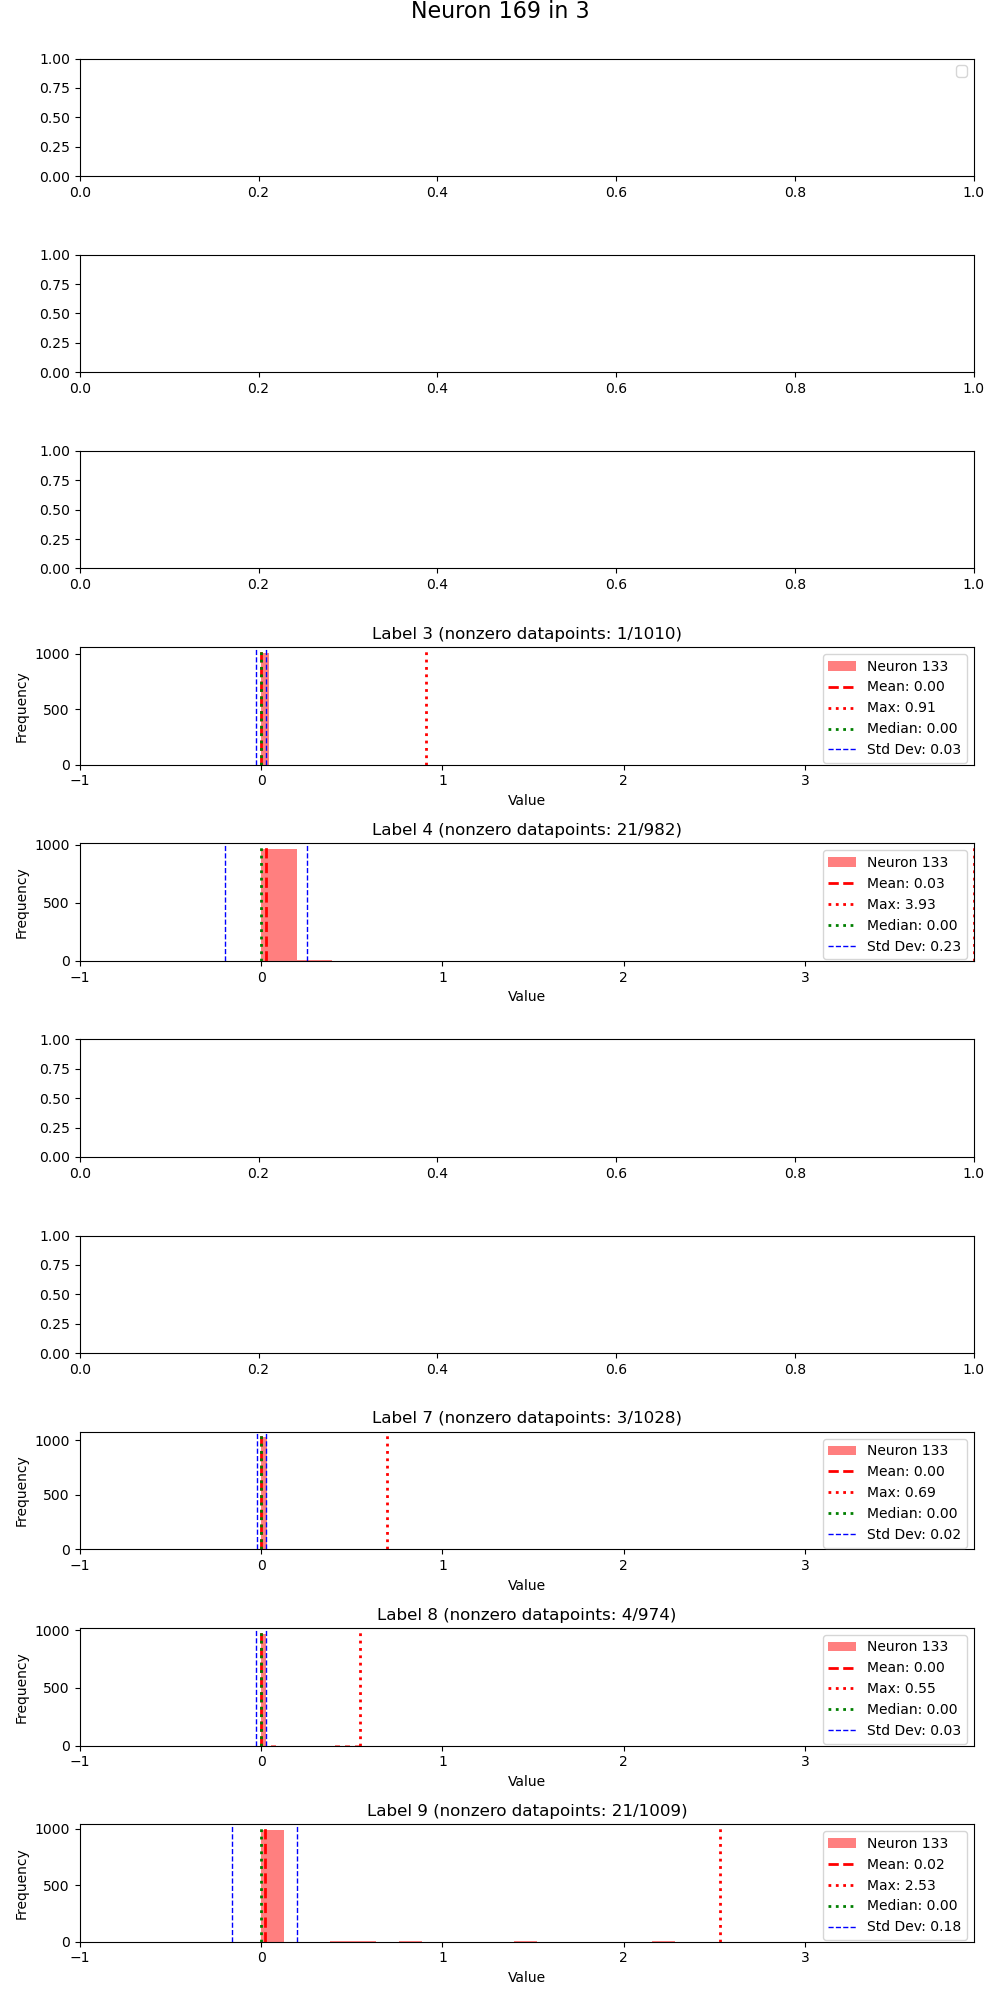 Neuron 169 in 3
1.00
0.75
0.50
0.25
0.00
0.0 0.2 0.4 0.6 0.8 1.0
1.00
0.75
0.50
0.25
0.00
0.0 0.2 0.4 0.6 0.8 1.0
1.00
0.75
0.50
0.25
0.00
0.0 0.2 0.4 0.6 0.8 1.0
Label 3 (nonzero datapoints: 1/1010)
Frequency
1000
500
0
Neuron 133
Mean: 0.00
Max: 0.91
Median: 0.00
Std Dev: 0.03
−1 0 1 2 3
Value
Label 4 (nonzero datapoints: 21/982)
Frequency
1000
500
0
Neuron 133
Mean: 0.03
Max: 3.93
Median: 0.00
Std Dev: 0.23
−1 0 1 2 3
Value
1.00
0.75
0.50
0.25
0.00
0.0 0.2 0.4 0.6 0.8 1.0
1.00
0.75
0.50
0.25
0.00
0.0 0.2 0.4 0.6 0.8 1.0
Label 7 (nonzero datapoints: 3/1028)
Frequency
1000
500
0
Neuron 133
Mean: 0.00
Max: 0.69
Median: 0.00
Std Dev: 0.02
−1 0 1 2 3
Value
Label 8 (nonzero datapoints: 4/974)
Frequency
1000
500
0
Neuron 133
Mean: 0.00
Max: 0.55
Median: 0.00
Std Dev: 0.03
−1 0 1 2 3
Value
Label 9 (nonzero datapoints: 21/1009)
Frequency
1000
500
0
Neuron 133
Mean: 0.02
Max: 2.53
Median: 0.00
Std Dev: 0.18
−1 0 1 2 3
Value